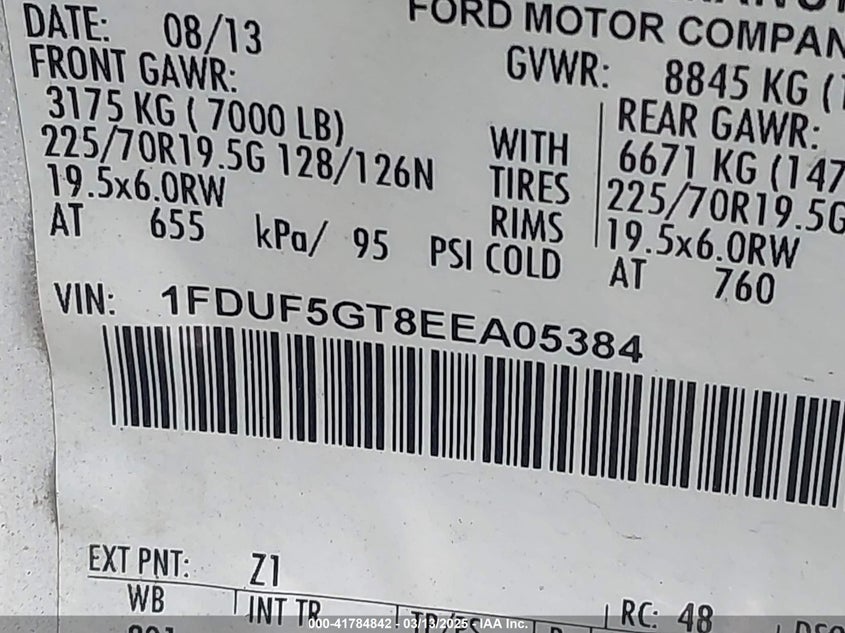 DATE: 08/13
FORD MOTOR COMPAN
FRONT GAWR:
GVWR: 8845 KG (1
3175 KG ( 7000 LB)
REAR GAWR:
225/70R19.5G 128/126N
WITH
6671 KG (147
19.5x6.0RW
TIRES
225/70R19.5G
RIMS
19.5x6.0RW
AT 655 kPa/ 95 PSI COLD
AT 760
VIN: 1FDUF5GT8EEA05384
EXT PNT: Z1
WB
INT TR
RC: 48
000-41784842 - 03/13/2025 - IAA Inc.